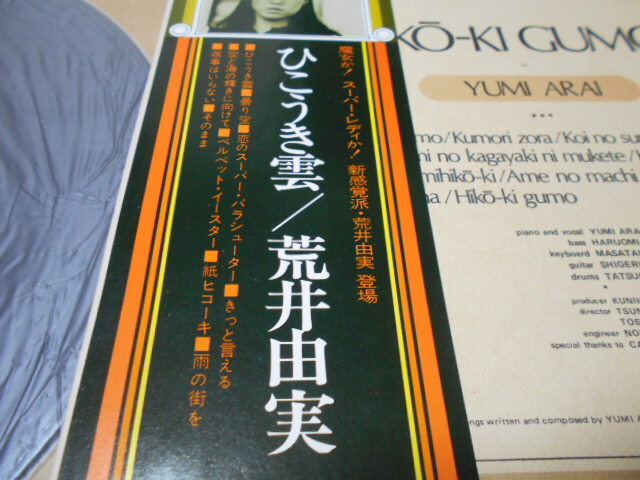 魔女か!スーパー・レディか!
新感覚派・荒井由実 登場
ひこうき雲/荒井由実
■ひこうき雲■曇り空■恋のスーパー・パラシューター■きっと言える
■空と海の輝きに向けて■ベルベット・イースター■紙ヒコーキ■雨の街を
■返事はいらない■そのまま
KŌ-KI GUMO
YUMI ARAI
***
mo/Kumori zora/Koi no su
hi no kagayaki ni mukete/
mihikō-ki/Ame no machi
na/Hikō-ki gumo
piano and vocal YUMI ARA
bass HARUOMI
keyboard MASATAK
guitar SHIGERU
drums TATSU
*
producer KUNIH
director TSUN
TOS
engineer NO
special thanks to CA
ngs written and composed by YUMI A